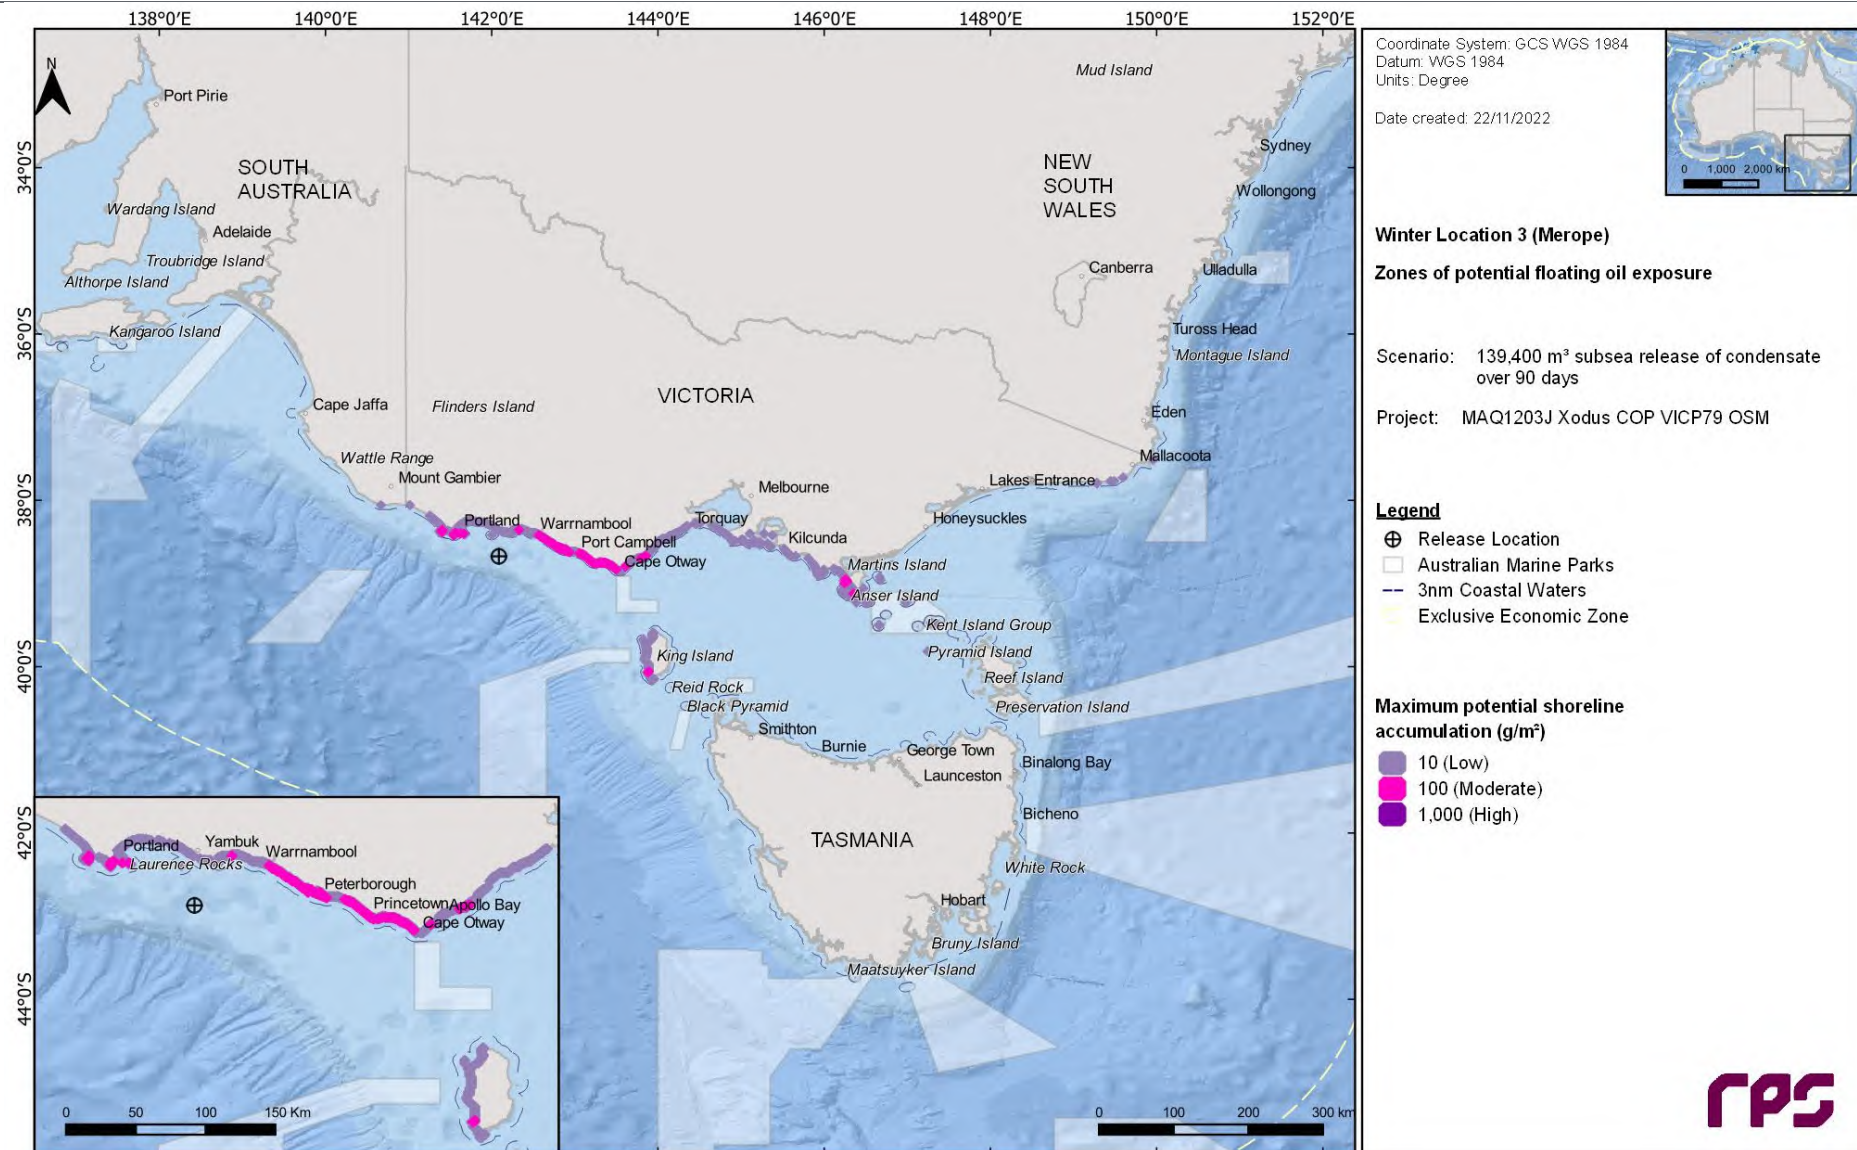 138°0'E 140°0'E 142°0'E 144°0'E 146°0'E 148°0'E 150°0'E 152°0'E
34°0'S
36°0'S
38°0'S
40°0'S
42°0'S
44°0'S
N
Port Pirie
Mud Island
SOUTH
AUSTRALIA
NEW
SOUTH
WALES
Sydney
Wollongong
Wardang Island
Adelaide
Troubridge Island
Althorpe Island
Kangaroo Island
Canberra
Ulladulla
Tuross Head
Montague Island
Cape Jaffa
Flinders Island
VICTORIA
Eden
Wattle Range
Mount Gambier
Mallacoota
Melbourne
Lakes Entrance
Portland
Warrnambool
Torquay
Honeysuckles
Port Campbell
Kilcunda
Cape Otway
Martins Island
Anser Island
Kent Island Group
King Island
Pyramid Island
Reid Rock
Reef Island
Black Pyramid
Preservation Island
Smithton
Burnie
George Town
Launceston
Binalong Bay
Bicheno
TASMANIA
White Rock
Hobart
Bruny Island
Maatsuyker Island
0 100 200 300 km
Portland
Yambuk
Laurence Rocks
Warrnambool
Peterborough
Princetown
Apollo Bay
Cape Otway
0 50 100 150 Km
Coordinate System: GCS WGS 1984
Datum: WGS 1984
Units: Degree
Date created: 22/11/2022
0 1,000 2,000 km
Winter Location 3 (Merope)
Zones of potential floating oil exposure
Scenario: 139,400 m³ subsea release of condensate
over 90 days
Project: MAQ1203J Xodus COP VICP79 OSM
Legend
Release Location
Australian Marine Parks
3nm Coastal Waters
Exclusive Economic Zone
Maximum potential shoreline
accumulation (g/m²)
10 (Low)
100 (Moderate)
1,000 (High)
rps